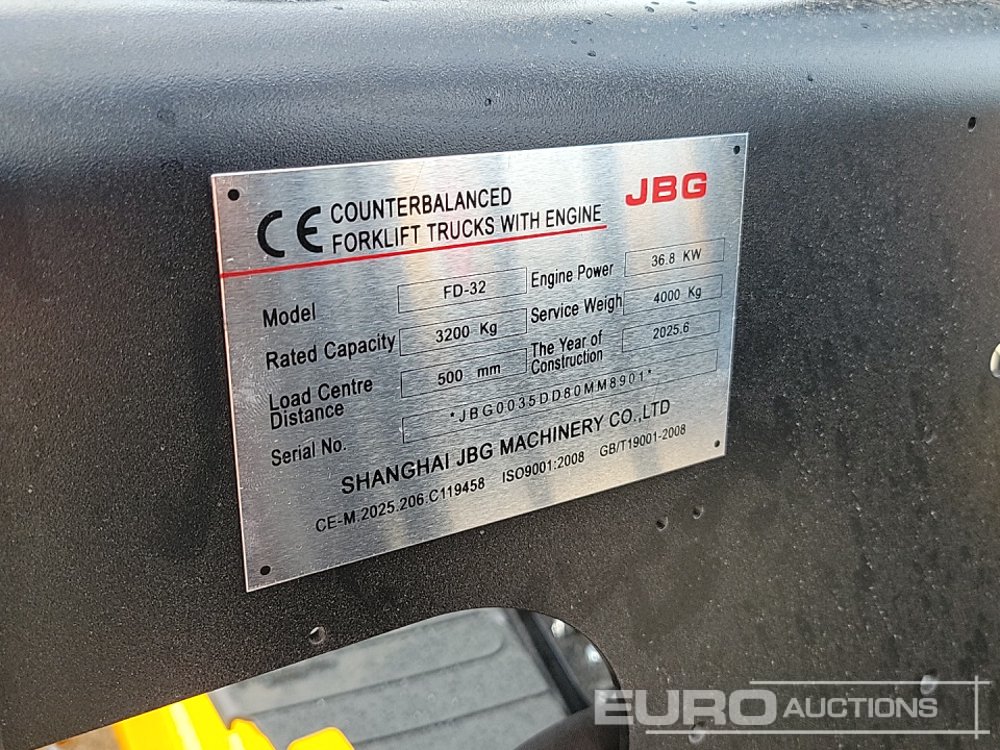 CE COUNTERBALANCED
FORKLIFT TRUCKS WITH ENGINE
JBG
Model FD-32 Engine Power 36.8 KW
Rated Capacity 3200 Kg Service Weigh 4000 Kg
Load Centre Distance 500 mm The Year of Construction 2025.6
Serial No. *JBG0035DD80MM8901*
SHANGHAI JBG MACHINERY CO.,LTD
CE-M.2025.206.C119458 ISO9001:2008 GB/T19001-2008
EURO AUCTIONS